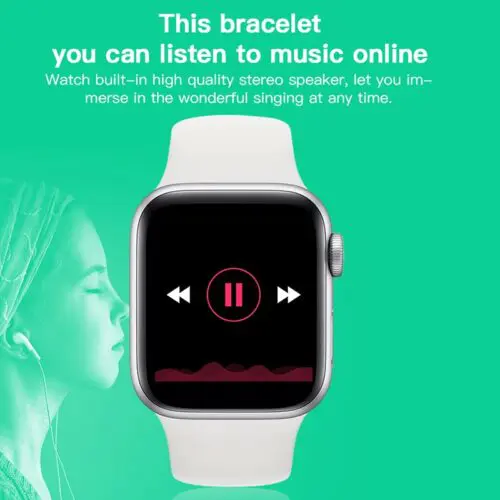 This bracelet
you can listen to music online
Watch built-in high quality stereo speaker, let you im-
merse in the wonderful singing at any time.